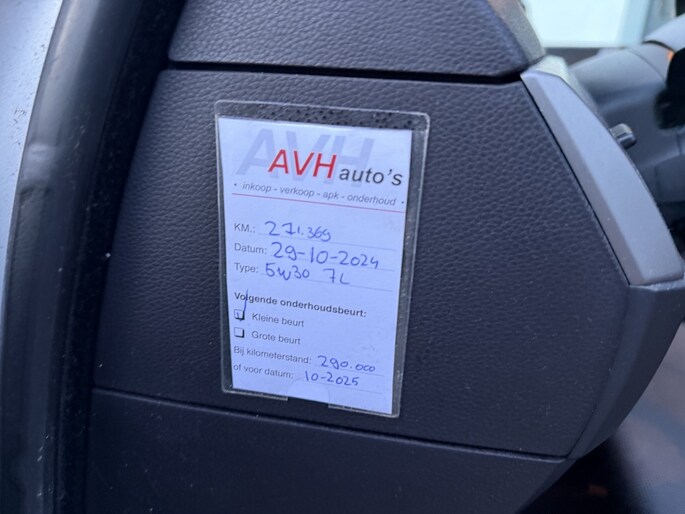 AVH
AVH auto's
• inkoop - verkoop - apk - onderhoud •
KM.: 271.369
Datum: 29-10-2024
Type: 5w30 7L
Volgende onderhoudsbeurt:
Kleine beurt
Grote beurt
Bij kilometerstand: 290.000
of voor datum: 10-2025